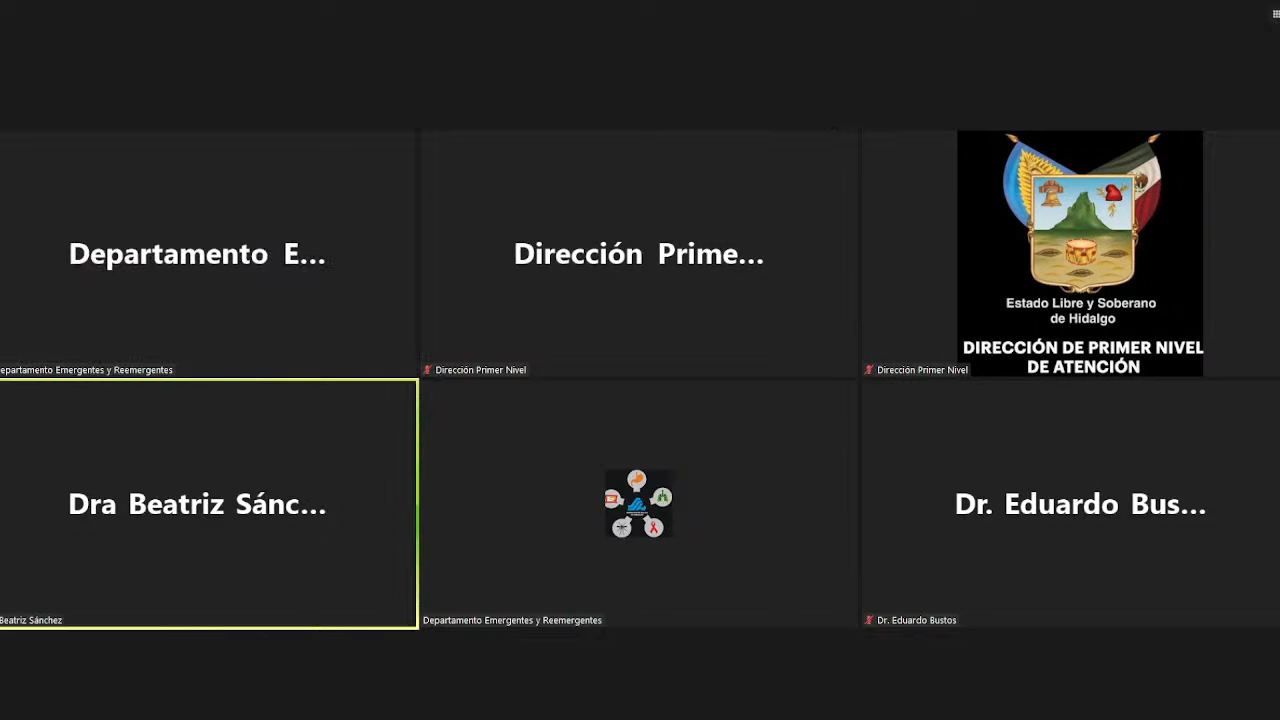 Departamento E...
Dirección Prime...
Estado Libre y Soberano
de Hidalgo
DIRECCIÓN DE PRIMER NIVEL
DE ATENCIÓN
epartamento Emergentes y Reemergentes
Dirección Primer Nivel
Dirección Primer Nivel
Dra Beatriz Sánc...
Dr. Eduardo Bus...
Beatriz Sánchez
Departamento Emergentes y Reemergentes
Dr. Eduardo Bustos